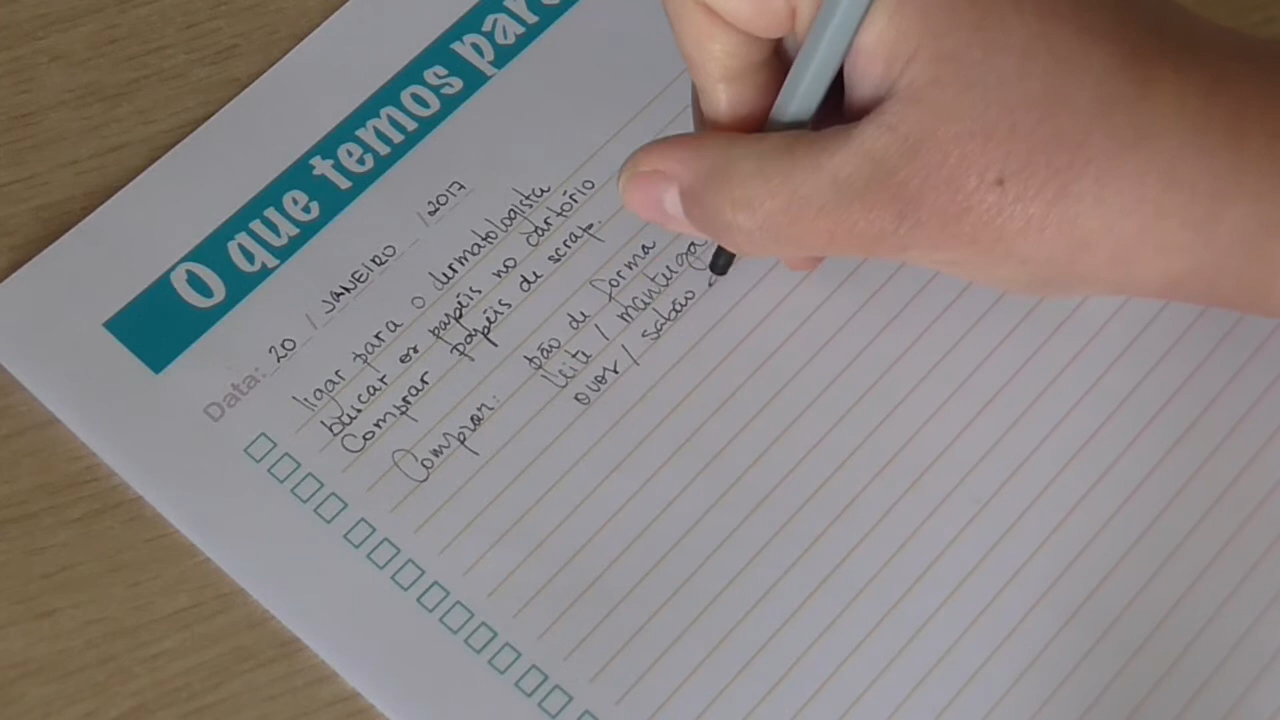 O que temos para
Data: 20 / JANEIRO / 2017
ligar para o dermatologista
buscar os papéis no cartório
Comprar papéis de scrap.
Comprar: pão de forma
leite / manteiga
ovos / sabão